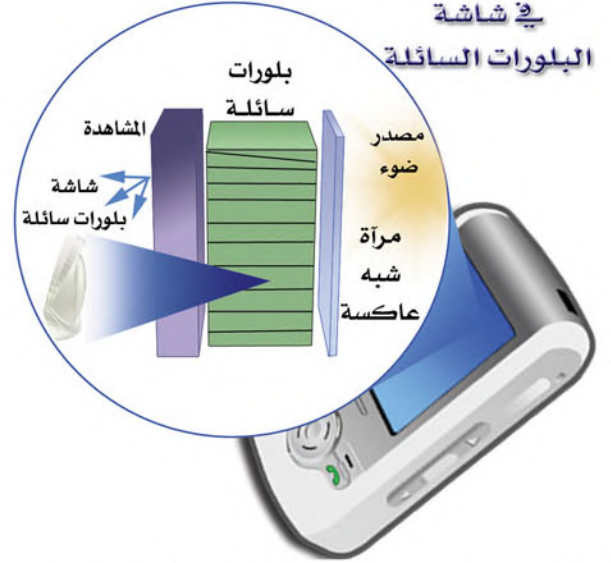 في شاشة
البلورات السائلة
بلورات
سائلة
المشاهدة
مصدر
ضوء
شاشة
بلورات سائلة
مرآة
شبه
عاكسة